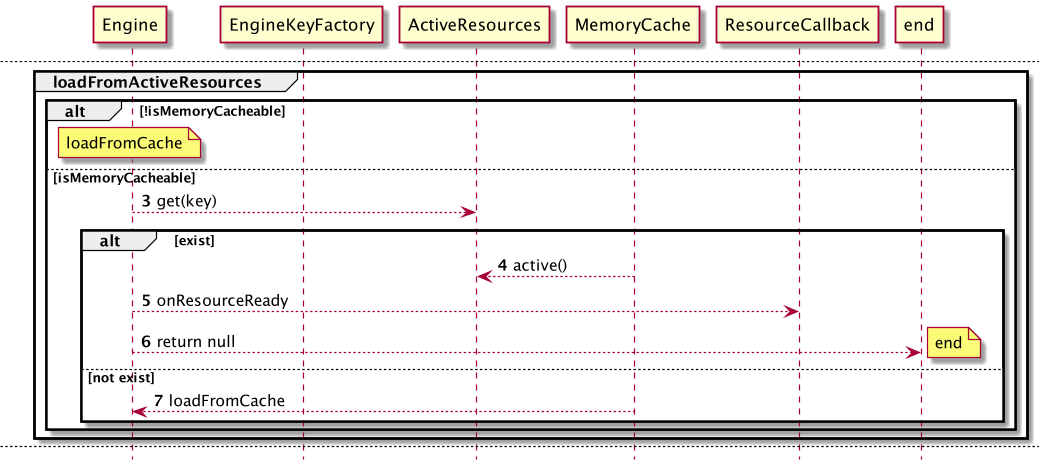 Engine
EngineKeyFactory
ActiveResources
MemoryCache
ResourceCallback
end
loadFromActiveResources
alt [!isMemoryCacheable]
loadFromCache
[isMemoryCacheable]
3 get(key)
alt [exist]
4 active()
5 onResourceReady
6 return null
end
[not exist]
7 loadFromCache